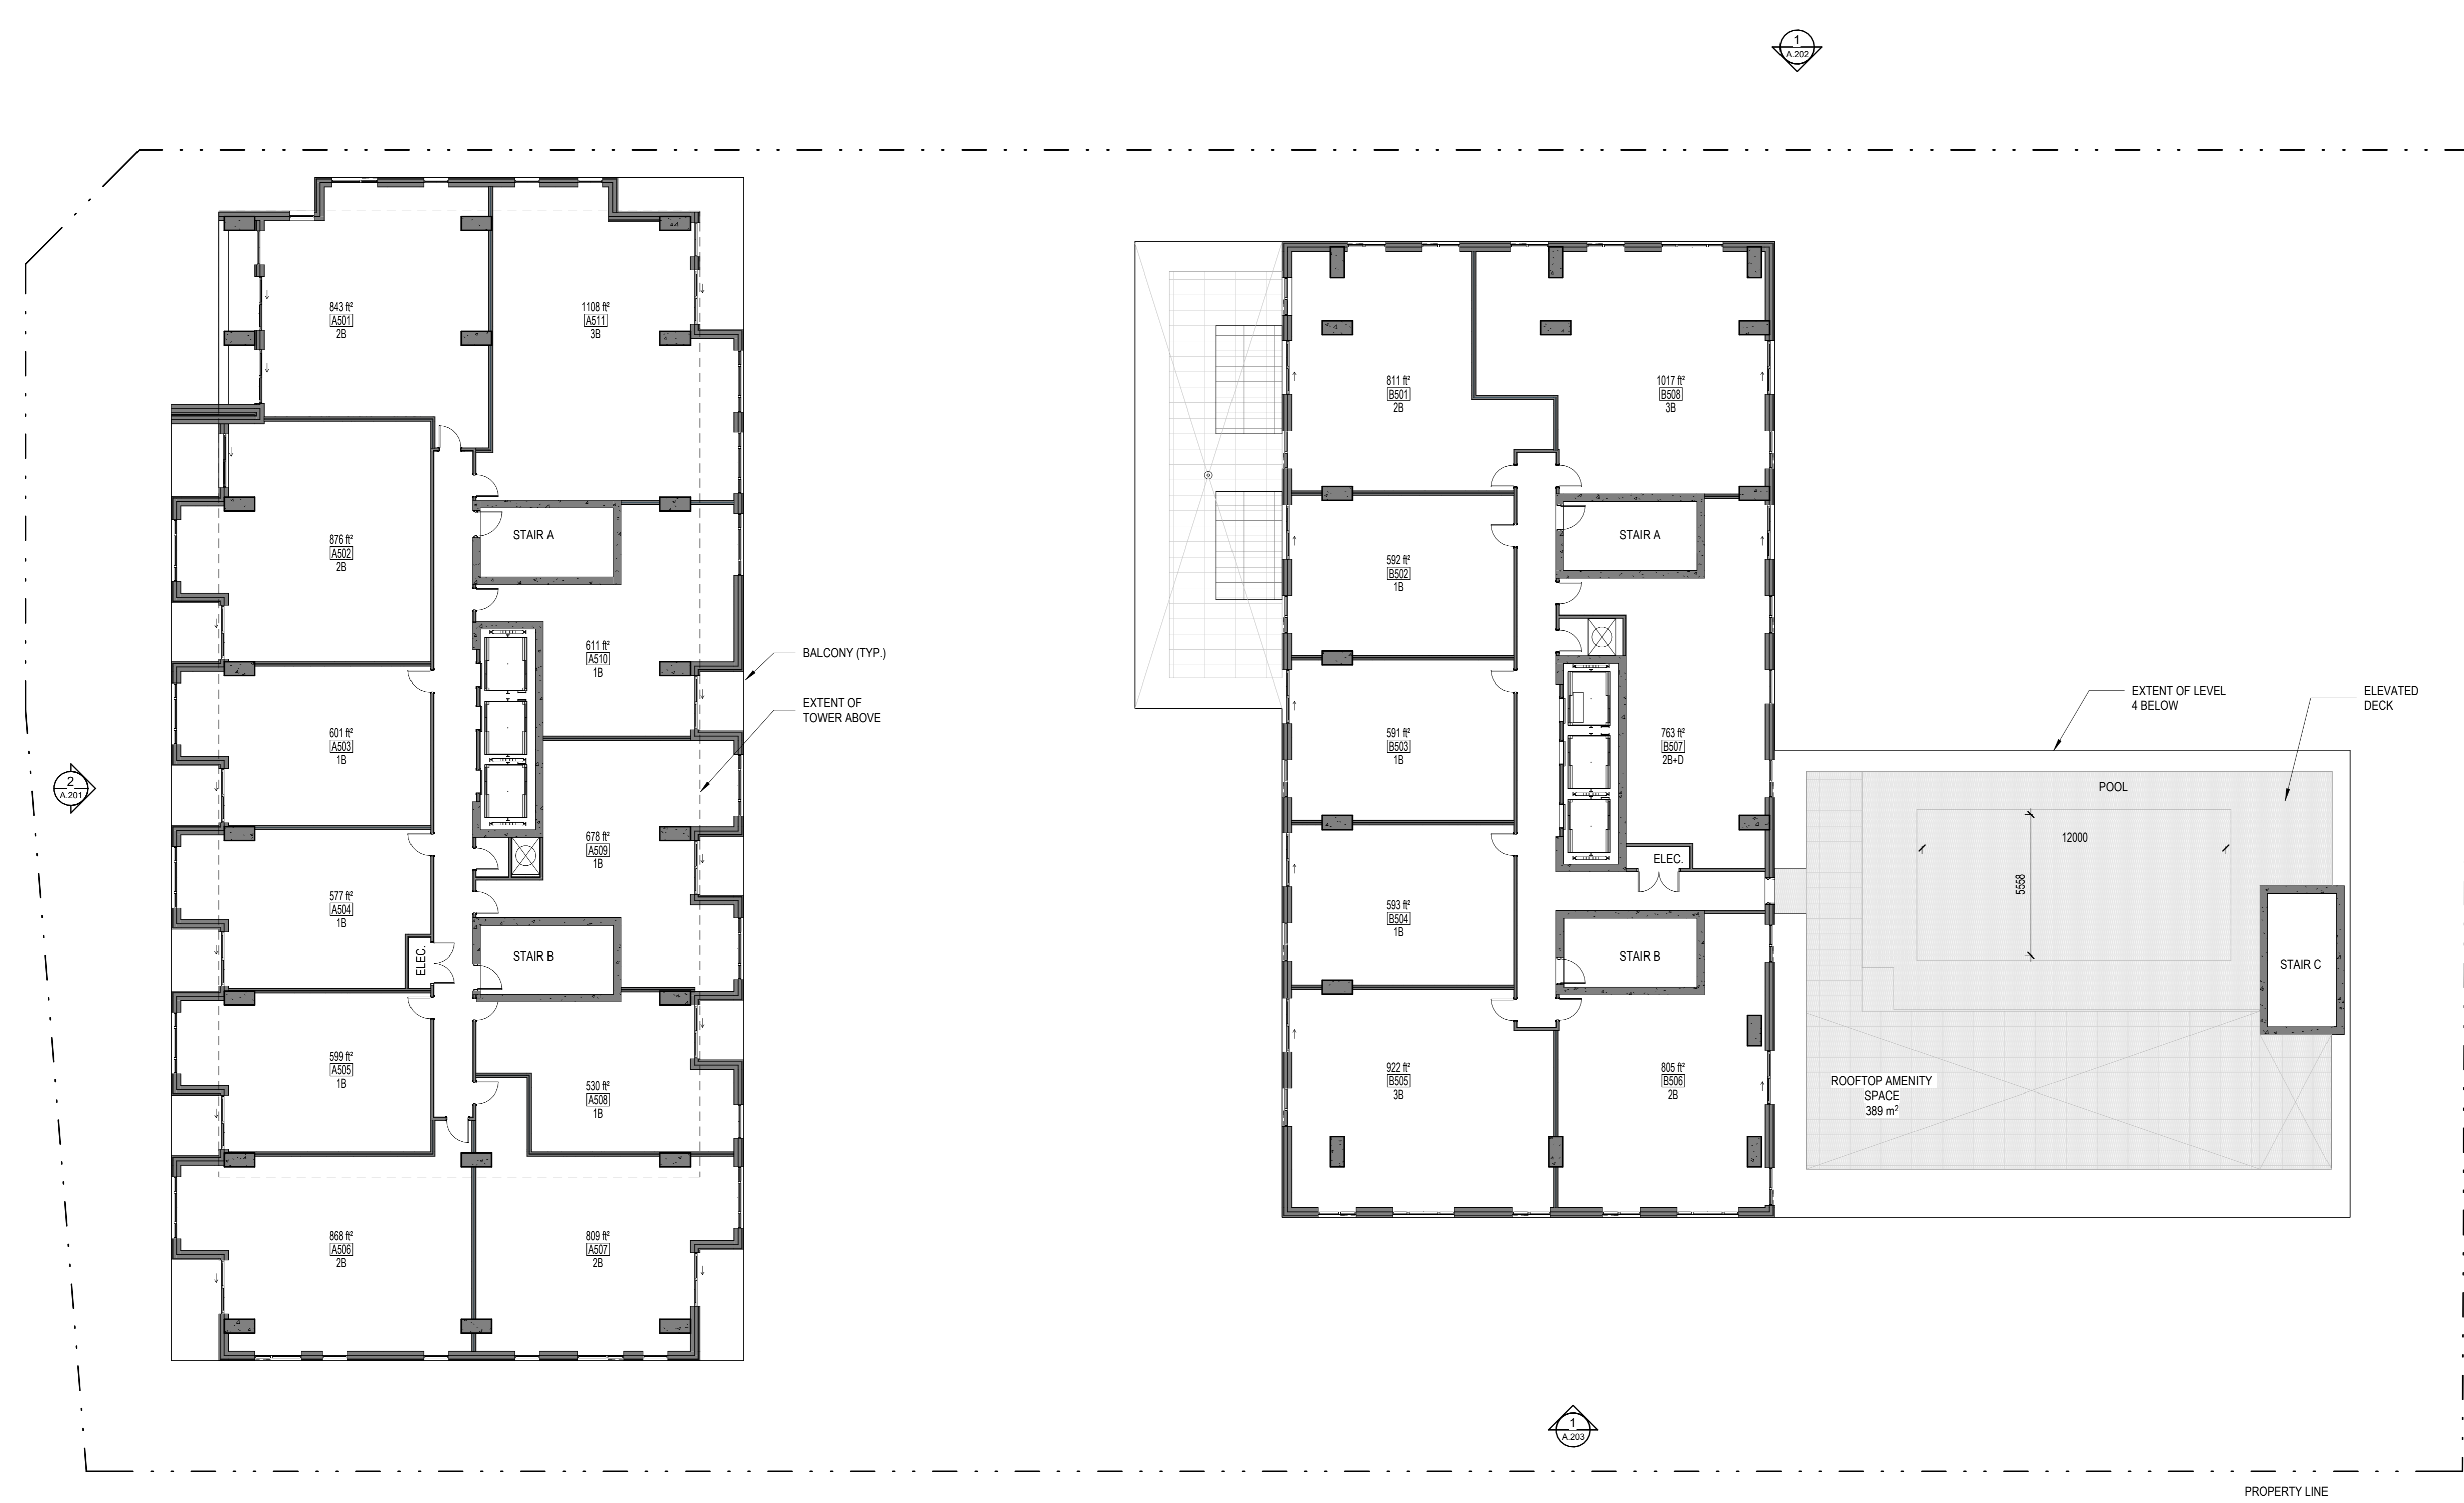 1
A.202
843 ft²
A501
2B
1108 ft²
A511
3B
876 ft²
A502
2B
STAIR A
611 ft²
A510
1B
601 ft²
A503
1B
678 ft²
A509
1B
577 ft²
A504
1B
ELEC.
STAIR B
599 ft²
A505
1B
530 ft²
A508
1B
868 ft²
A506
2B
809 ft²
A507
2B
BALCONY (TYP.)
EXTENT OF
TOWER ABOVE
2
A.201
811 ft²
B501
2B
1017 ft²
B508
3B
592 ft²
B502
1B
STAIR A
591 ft²
B503
1B
763 ft²
B507
2B+D
593 ft²
B504
1B
ELEC.
STAIR B
922 ft²
B505
3B
805 ft²
B506
2B
EXTENT OF LEVEL
4 BELOW
ELEVATED
DECK
POOL
12000
5558
STAIR C
ROOFTOP AMENITY
SPACE
389 m²
1
A.203
PROPERTY LINE